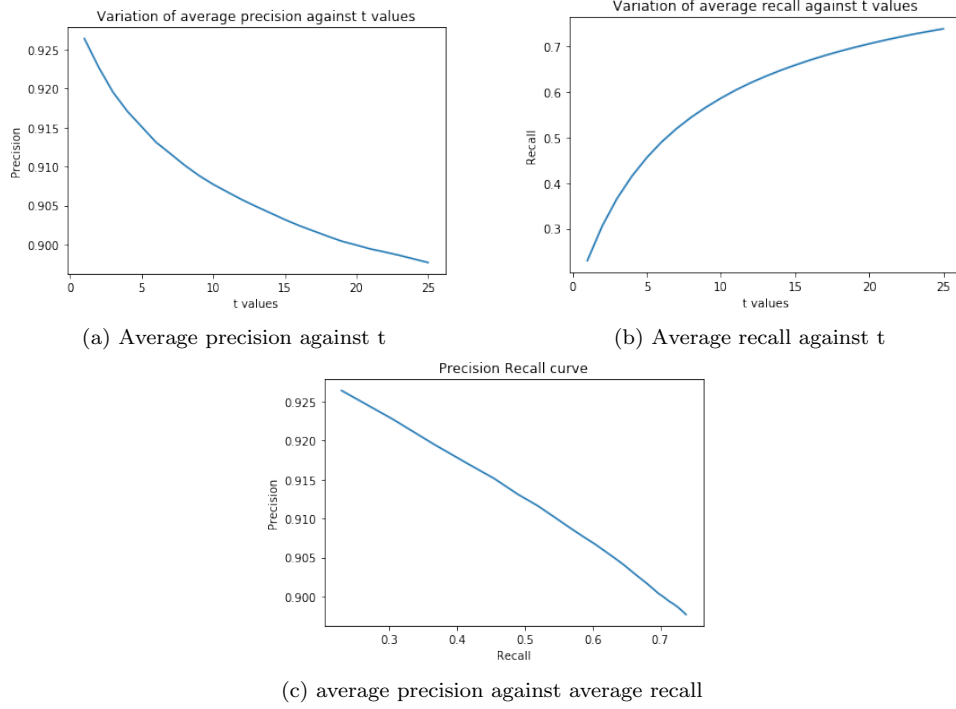 Variation of average precision against t values
0.925
0.920
0.915
0.910
0.905
0.900
Precision
0 5 10 15 20 25
t values
(a) Average precision against t
Variation of average recall against t values
0.7
0.6
0.5
0.4
0.3
Recall
0 5 10 15 20 25
t values
(b) Average recall against t
Precision Recall curve
0.925
0.920
0.915
0.910
0.905
0.900
Precision
0.3 0.4 0.5 0.6 0.7
Recall
(c) average precision against average recall